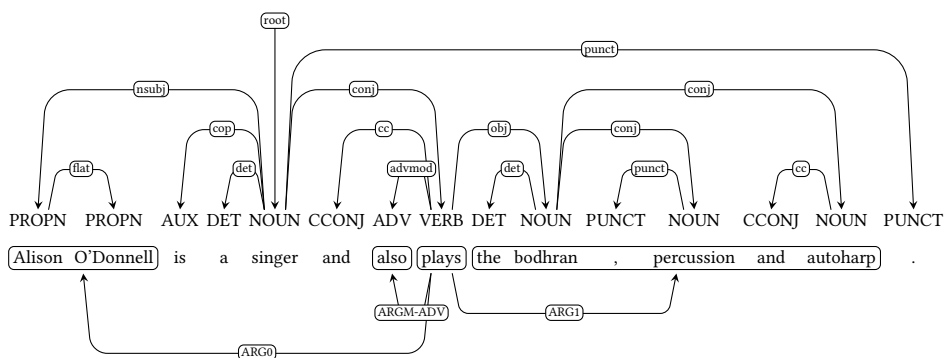 root
punct
nsubj conj conj
cop cc obj conj
flat det advmod det punct cc
PROPN PROPN AUX DET NOUN CCONJ ADV VERB DET NOUN PUNCT NOUN CCONJ NOUN PUNCT
Alison O'Donnell is a singer and also plays the bodhran , percussion and autoharp .
ARGM-ADV ARG1
ARG0